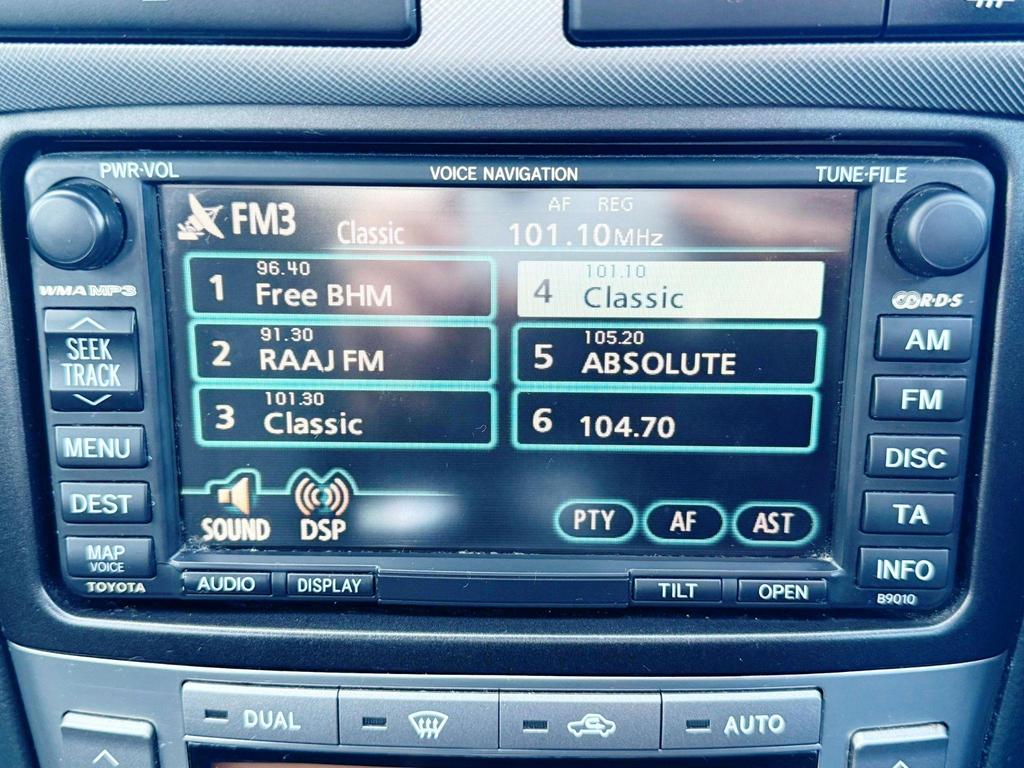 PWR·VOL
VOICE NAVIGATION
TUNE·FILE
FM3
Classic
AF REG
101.10MHz
1 96.40 Free BHM
4 101.10 Classic
2 91.30 RAAJ FM
5 105.20 ABSOLUTE
3 101.30 Classic
6 104.70
SOUND
DSP
PTY
AF
AST
WMA MP3
SEEK
TRACK
MENU
DEST
MAP
VOICE
TOYOTA
R·D·S
AM
FM
DISC
TA
INFO
B9010
AUDIO
DISPLAY
TILT
OPEN
DUAL
AUTO